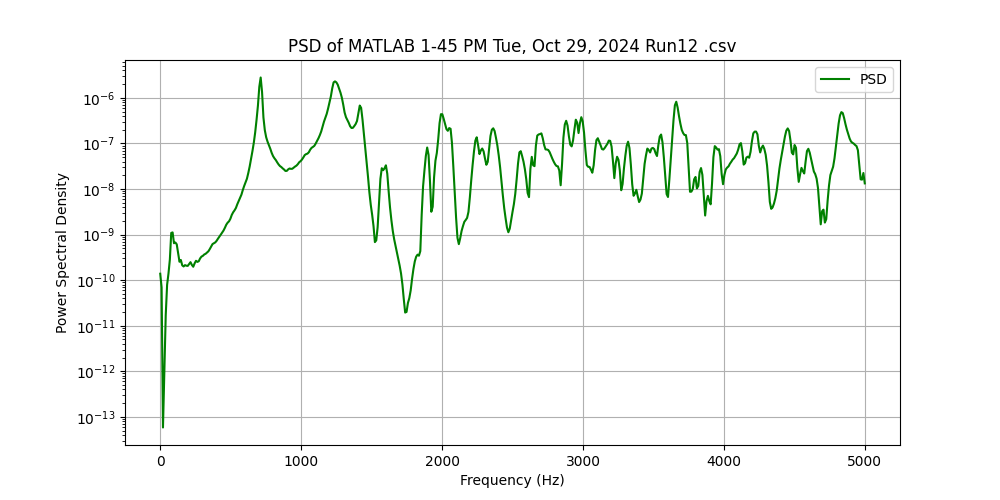 PSD of MATLAB 1-45 PM Tue, Oct 29, 2024 Run12 .csv
PSD
10⁻⁶
10⁻⁷
10⁻⁸
10⁻⁹
10⁻¹⁰
10⁻¹¹
10⁻¹²
10⁻¹³
Power Spectral Density
0 1000 2000 3000 4000 5000
Frequency (Hz)